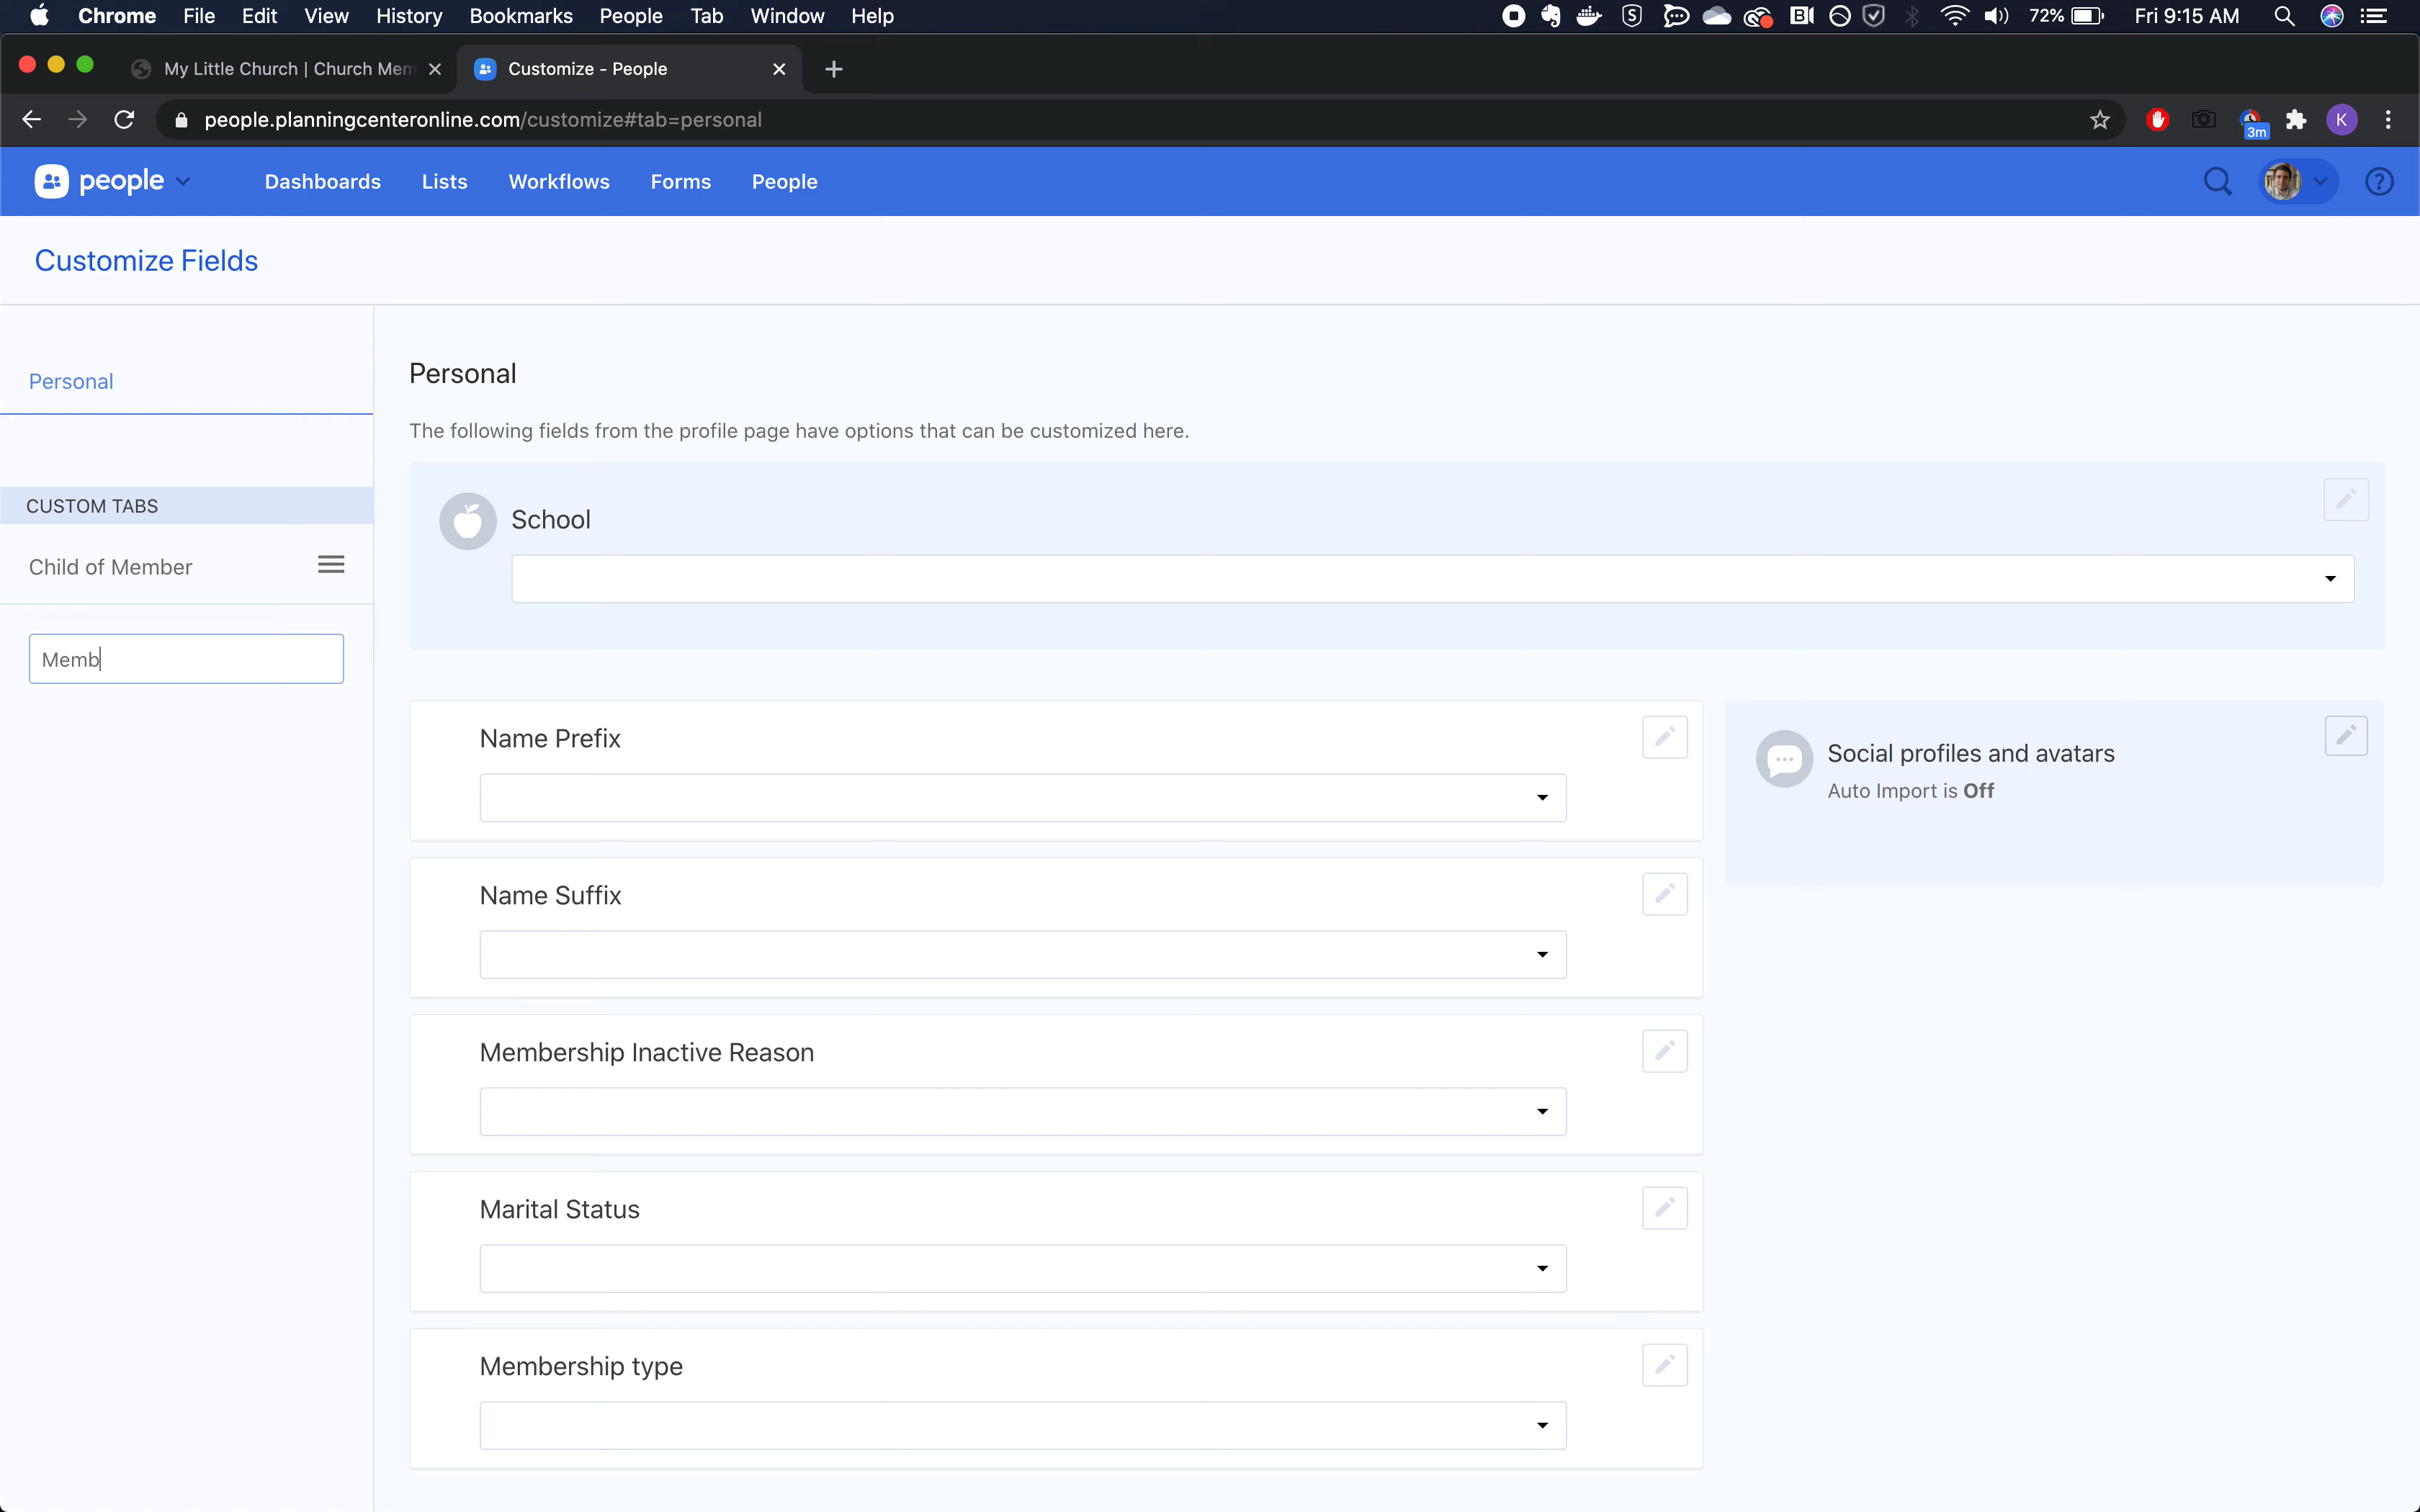 Chrome File Edit View History Bookmarks People Tab Window Help 72% Fri 9:15 AM
My Little Church | Church Mem Customize - People
people.planningcenteronline.com/customize#tab=personal K 3m
people Dashboards Lists Workflows Forms People
Customize Fields
Personal
CUSTOM TABS
Child of Member
Memb
Personal
The following fields from the profile page have options that can be customized here.
School
Name Prefix
Name Suffix
Membership Inactive Reason
Marital Status
Membership type
Social profiles and avatars
Auto Import is Off